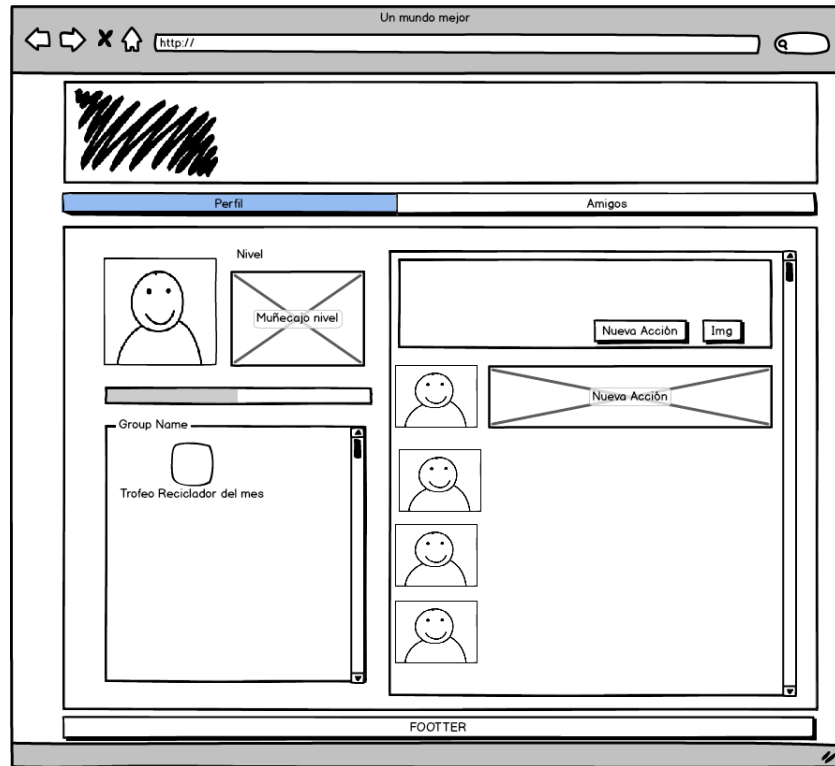 Un mundo mejor
http://
Perfil
Amigos
Nivel
Muñecajo nivel
Nueva Acción
Img
Nueva Acción
Group Name
Trofeo Reciclador del mes
FOOTTER